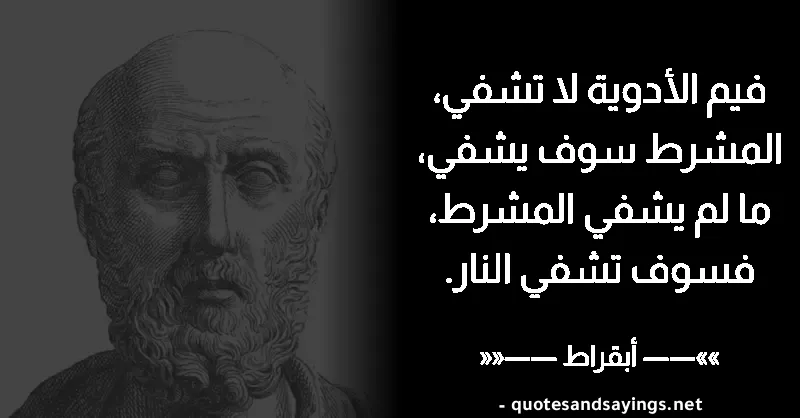 فيم الأدوية لا تشفي،
المشرط سوف يشفي،
ما لم يشفي المشرط،
فسوف تشفي النار.
»»—–— أبقراط —–—««
- quotesandsayings.net